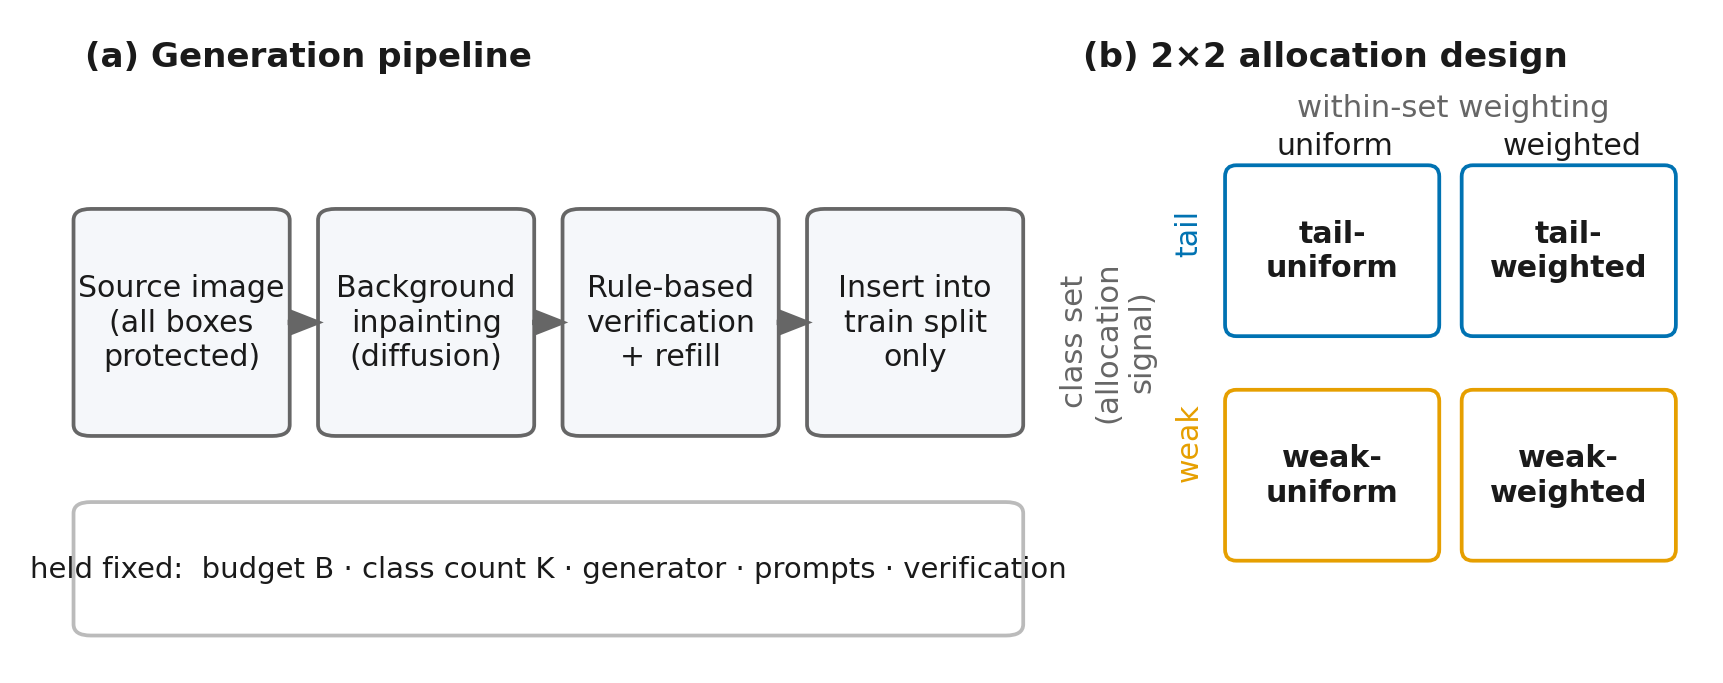 (a) Generation pipeline
Source image
(all boxes
protected)
Background
inpainting
(diffusion)
Rule-based
verification
+ refill
Insert into
train split
only
held fixed:  budget B · class count K · generator · prompts · verification
(b) 2×2 allocation design
within-set weighting
uniform
weighted
class set
(allocation
signal)
tail
tail-
uniform
tail-
weighted
weak
weak-
uniform
weak-
weighted